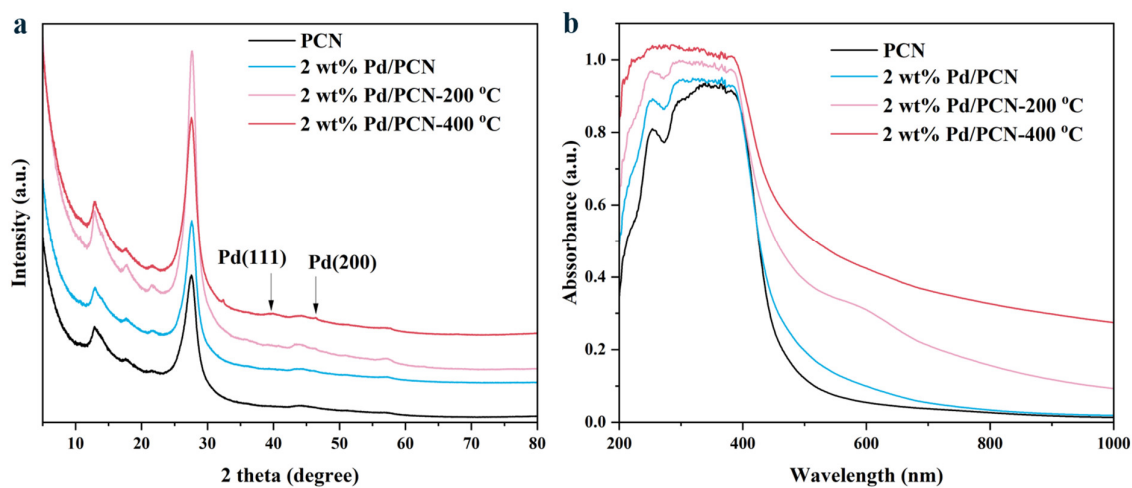 a
PCN
2 wt% Pd/PCN
2 wt% Pd/PCN-200 °C
2 wt% Pd/PCN-400 °C
Pd(111)
Pd(200)
Intensity (a.u.)
10 20 30 40 50 60 70 80
2 theta (degree)
b
PCN
2 wt% Pd/PCN
2 wt% Pd/PCN-200 °C
2 wt% Pd/PCN-400 °C
Abssorbance (a.u.)
1.0
0.8
0.6
0.4
0.2
0.0
200 400 600 800 1000
Wavelength (nm)